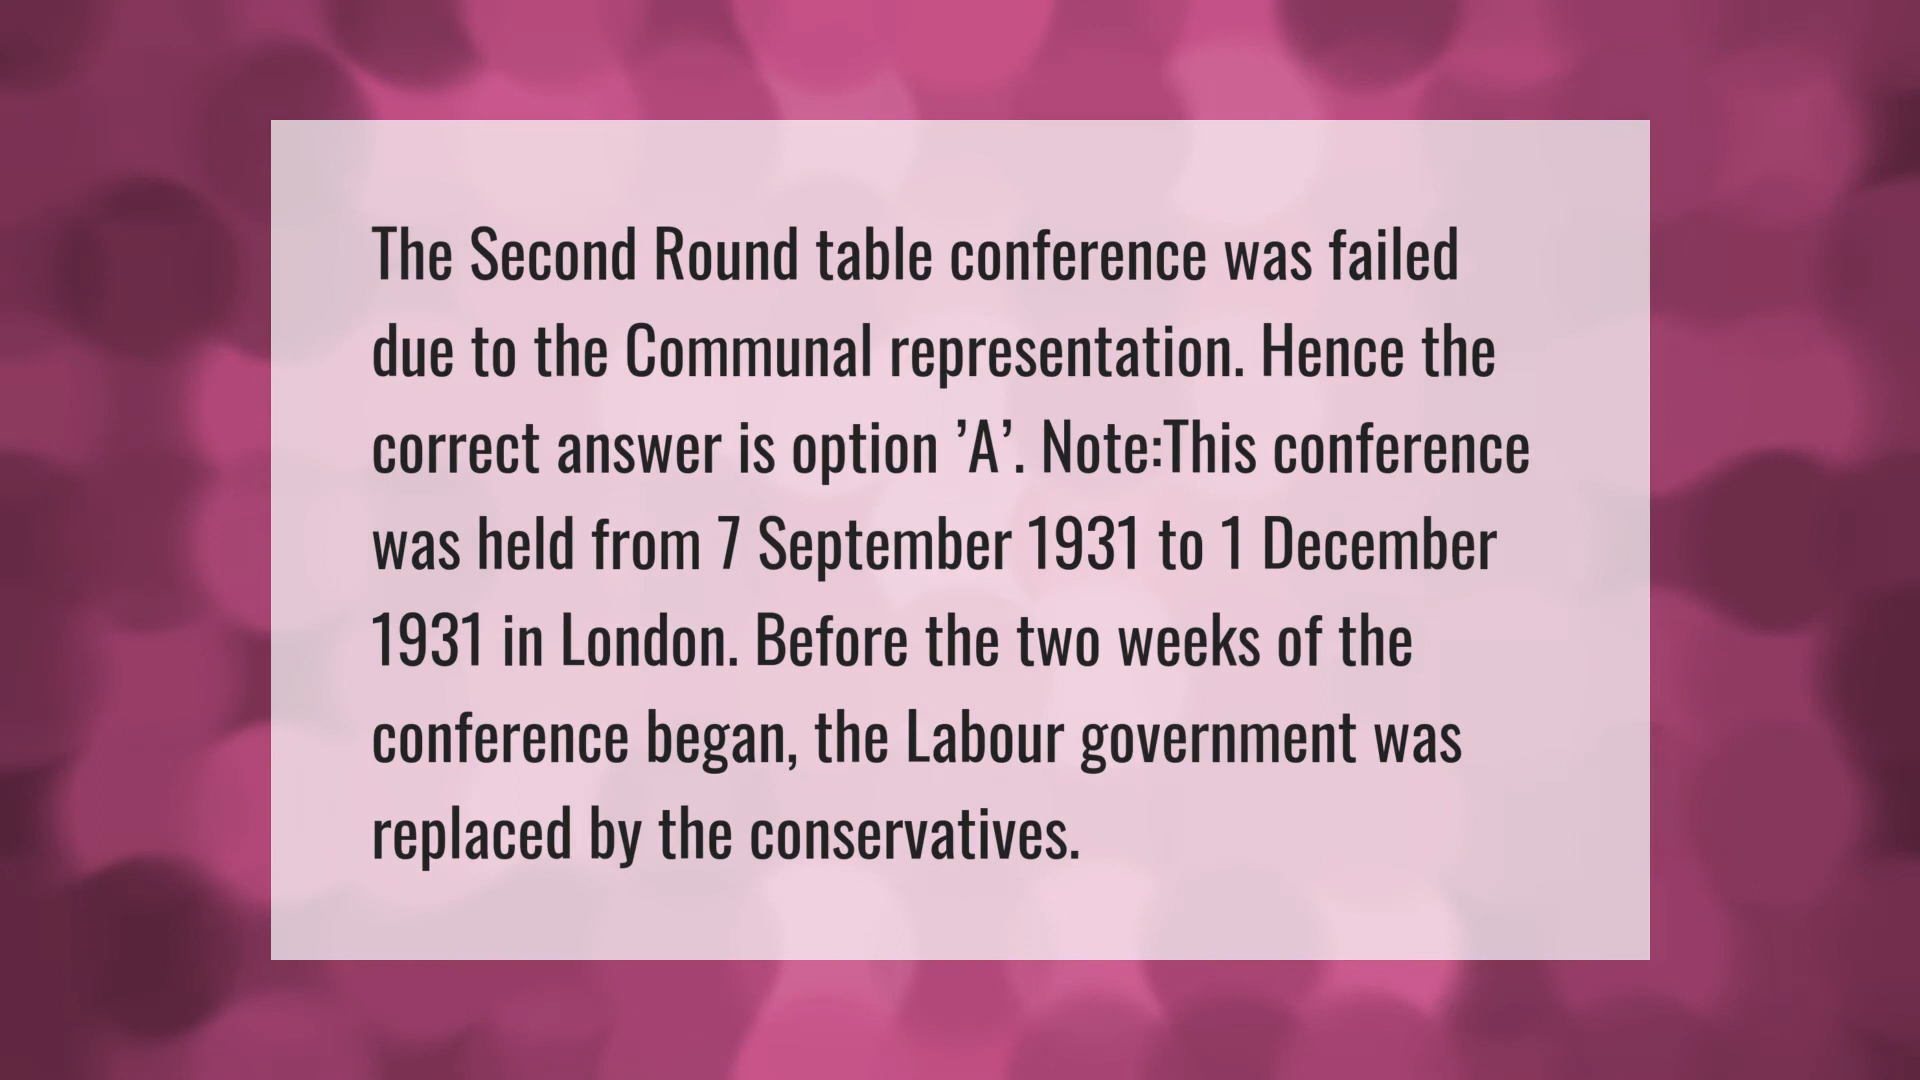 The Second Round table conference was failed
due to the Communal representation. Hence the
correct answer is option ’A’. Note:This conference
was held from 7 September 1931 to 1 December
1931 in London. Before the two weeks of the
conference began, the Labour government was
replaced by the conservatives.